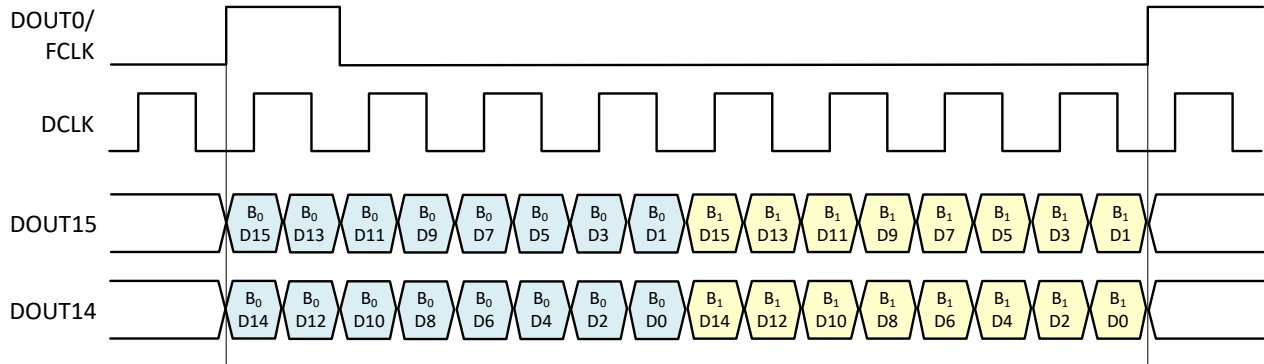 DOUT0/
FCLK
DCLK
DOUT15
B₀ B₀ B₀ B₀ B₀ B₀ B₀ B₀ B₁ B₁ B₁ B₁ B₁ B₁ B₁ B₁
D15 D13 D11 D9 D7 D5 D3 D1 D15 D13 D11 D9 D7 D5 D3 D1
DOUT14
B₀ B₀ B₀ B₀ B₀ B₀ B₀ B₀ B₁ B₁ B₁ B₁ B₁ B₁ B₁ B₁
D14 D12 D10 D8 D6 D4 D2 D0 D14 D12 D10 D8 D6 D4 D2 D0